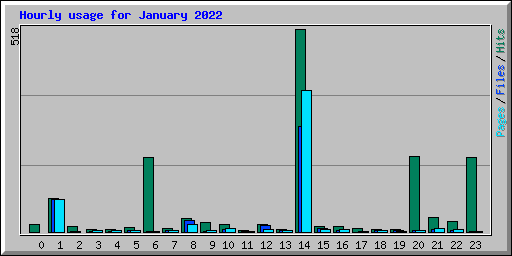 Hourly usage for January 2022
518
Pages/Files/Hits
0 1 2 3 4 5 6 7 8 9 10 11 12 13 14 15 16 17 18 19 20 21 22 23